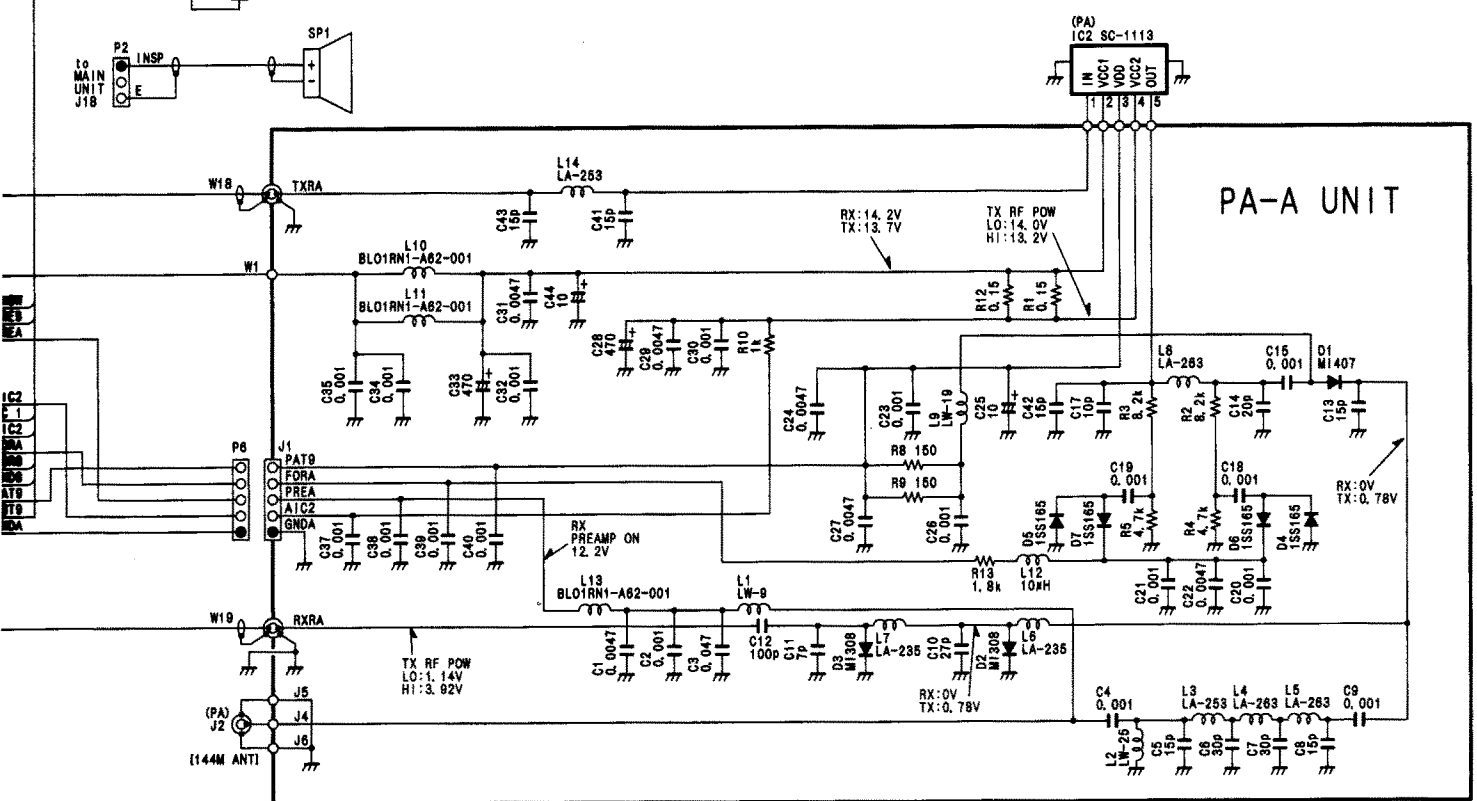 (PA)
IC2 SC-1113
SP1
P2
INSP
to
MAIN
UNIT
J18
E
+
-
IN
VCC1
VDD
VCC2
OUT
1 2 3 4 5
PA-A UNIT
W18
TXRA
L14
LA-253
C43
15p
C41
15p
RX:14.2V
TX:13.7V
TX RF POW
LO:14.0V
HI:13.2V
W1
L10
BLO1RN1-A62-001
L11
BLO1RN1-A62-001
C31
0.0047
C44
10
+
R12
0.15
R1
0.15
C28
470
+
C29
0.0047
C30
0.001
R10
1k
C35
0.001
C34
0.001
C33
470
+
C32
0.001
C24
0.0047
C23
0.001
L9
LW-19
C25
10
+
C42
15p
C17
10p
R3
8.2k
L8
LA-263
R2
8.2k
C14
20p
C15
0.001
D1
MI407
C13
15p
IC2
IC2
P6
J1
PAT9
FORA
PREA
AIC2
GNDA
R8 150
R9 150
C27
0.0047
C26
0.001
C19
0.001
D5
1SS165
D7
1SS165
R5
4.7k
R4
4.7k
C18
0.001
D6
1SS165
D4
1SS165
RX:0V
TX:0.78V
C37
0.001
C38
0.001
C39
0.001
C40
0.001
RX
PREAMP ON
12.2V
R13
1.8k
L12
10μH
C21
0.001
C22
0.0047
C20
0.001
L13
BLO1RN1-A62-001
L1
LW-9
W19
RXRA
TX RF POW
LO:1.14V
HI:3.92V
C1
0.0047
C2
0.001
C3
0.047
C12
100p
C11
7p
D3
MI308
L7
LA-235
C10
27p
D2
MI308
L6
LA-235
RX:0V
TX:0.78V
J5
(PA)
J2
J4
J6
[144M ANT]
C4
0.001
L2
LW-25
C5
15p
L3
LA-253
C6
30p
L4
LA-263
C7
30p
L5
LA-263
C8
15p
C9
0.001